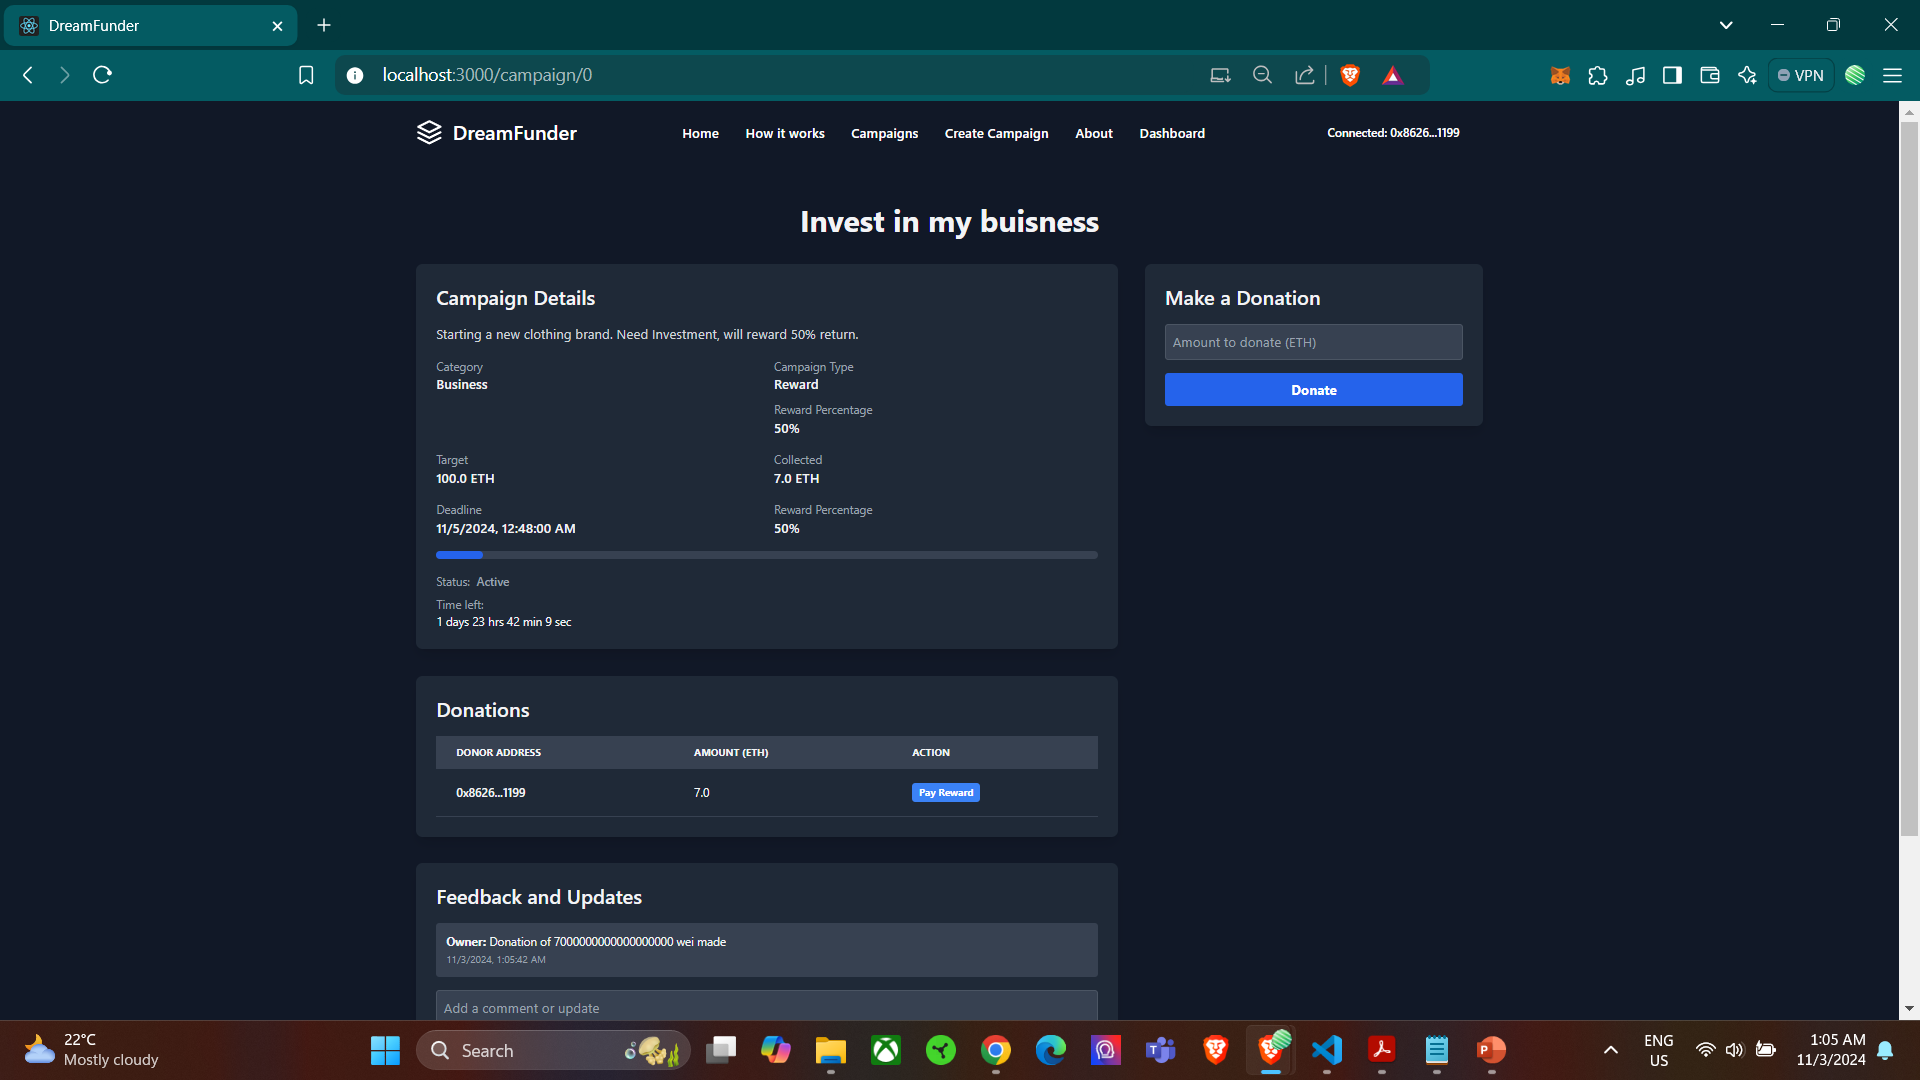 DreamFunder
localhost:3000/campaign/0
VPN
DreamFunder
Home
How it works
Campaigns
Create Campaign
About
Dashboard
Connected: 0x8626...1199
Invest in my buisness
Campaign Details
Starting a new clothing brand. Need Investment, will reward 50% return.
Category
Business
Campaign Type
Reward
Reward Percentage
50%
Target
100.0 ETH
Collected
7.0 ETH
Deadline
11/5/2024, 12:48:00 AM
Reward Percentage
50%
Status: Active
Time left:
1 days 23 hrs 42 min 9 sec
Make a Donation
Amount to donate (ETH)
Donate
Donations
DONOR ADDRESS AMOUNT (ETH) ACTION
0x8626...1199 7.0 Pay Reward
Feedback and Updates
Owner: Donation of 7000000000000000000 wei made
11/3/2024, 1:05:42 AM
Add a comment or update
22°C
Mostly cloudy
Search
ENG
US
1:05 AM
11/3/2024